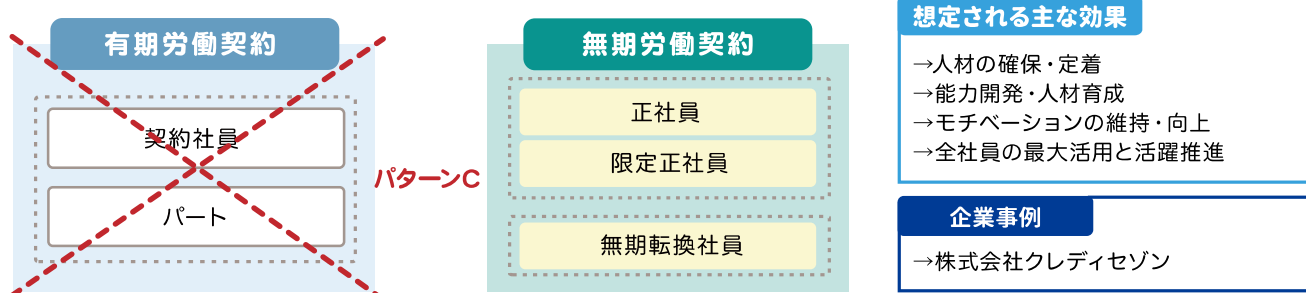 有期労働契約
契約社員
パート
パターンC
無期労働契約
正社員
限定正社員
無期転換社員
想定される主な効果
→人材の確保・定着
→能力開発・人材育成
→モチベーションの維持・向上
→全社員の最大活用と活躍推進
企業事例
→株式会社クレディセゾン